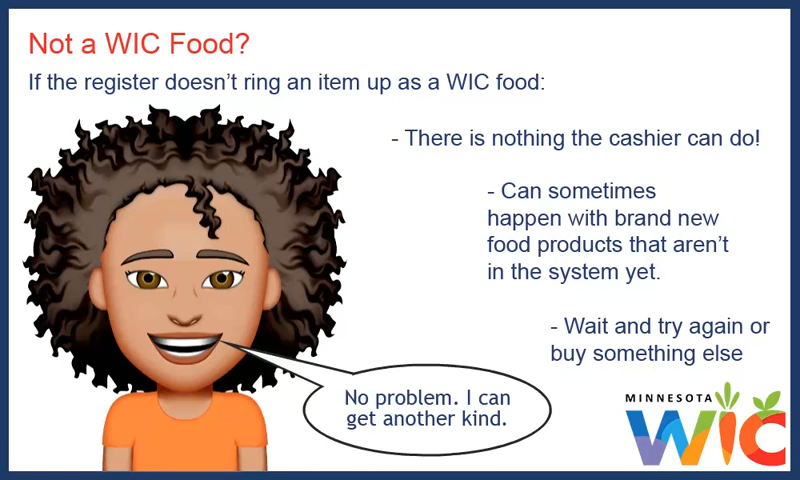 Not a WIC Food?
If the register doesn't ring an item up as a WIC food:
- There is nothing the cashier can do!
- Can sometimes
happen with brand new
food products that aren't
in the system yet.
- Wait and try again or
buy something else
No problem. I can
get another kind.
MINNESOTA
WIC